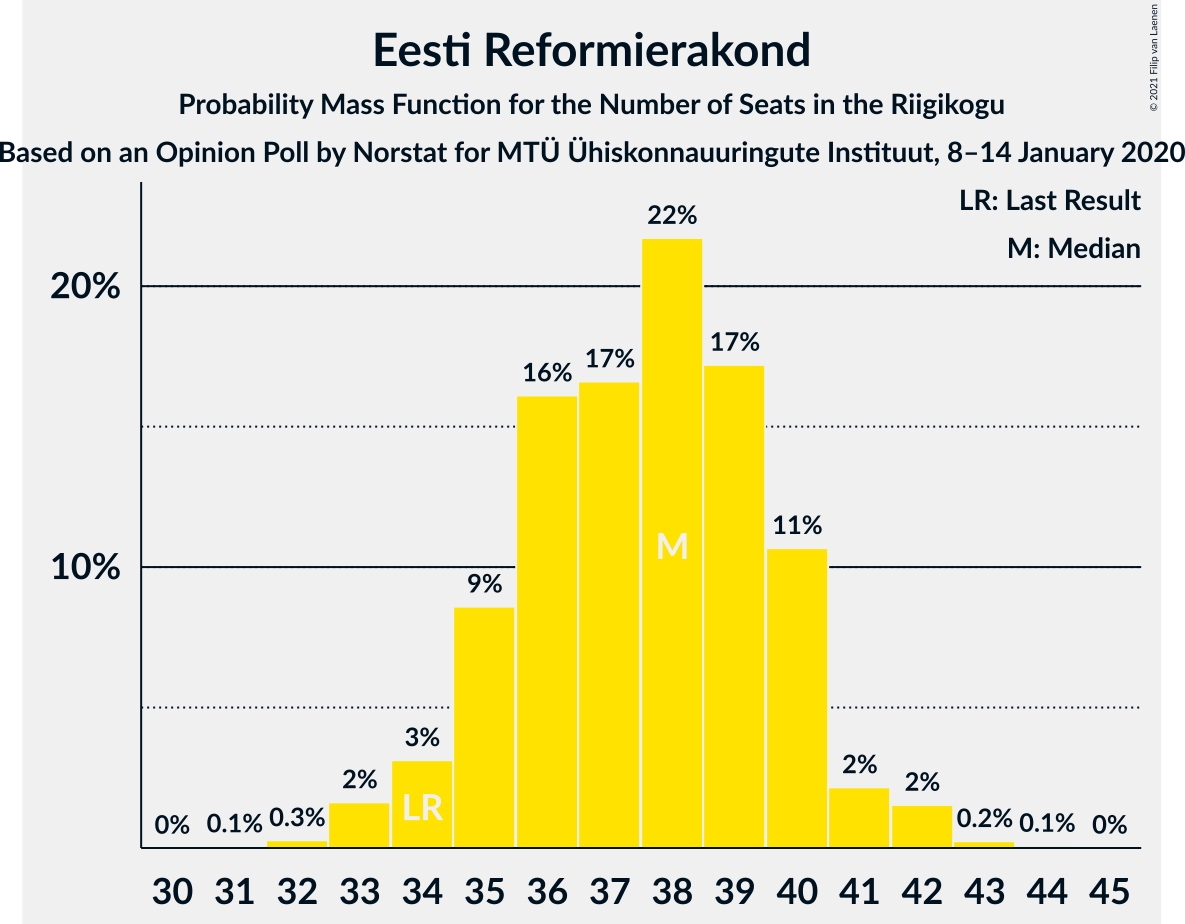 Eesti Reformierakond
Probability Mass Function for the Number of Seats in the Riigikogu
Based on an Opinion Poll by Norstat for MTÜ Ühiskonnauuringute Instituut, 8–14 January 2020
© 2021 Filip van Laenen
LR: Last Result
M: Median
20%
10%
0% 0.1% 0.3% 2% 3% 9% 16% 17% 22% 17% 11% 2% 2% 0.2% 0.1% 0%
LR
M
30 31 32 33 34 35 36 37 38 39 40 41 42 43 44 45